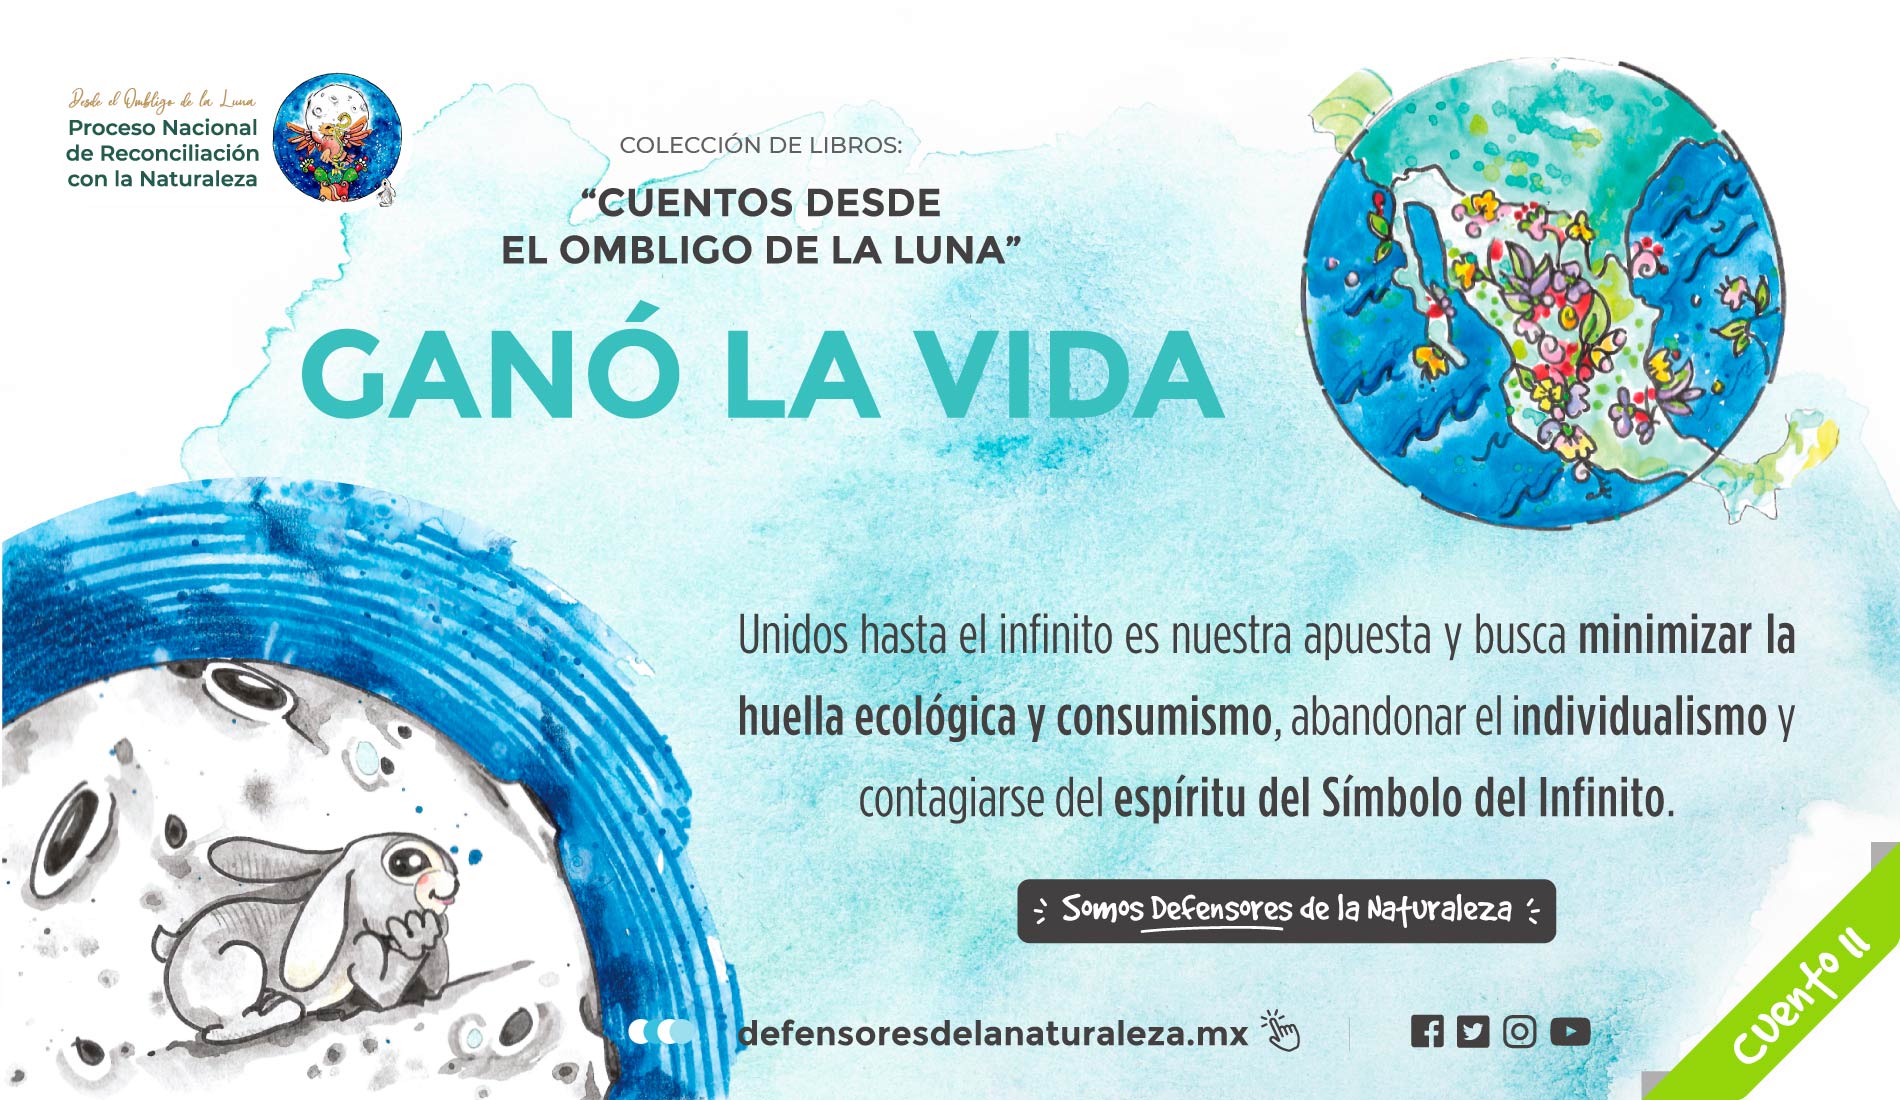 Desde el Ombligo de la Luna
Proceso Nacional
de Reconciliación
con la Naturaleza
COLECCIÓN DE LIBROS:
“CUENTOS DESDE
EL OMBLIGO DE LA LUNA”
GANÓ LA VIDA
Unidos hasta el infinito es nuestra apuesta y busca minimizar la
huella ecológica y consumismo, abandonar el individualismo y
contagiarse del espíritu del Símbolo del Infinito.
Somos Defensores de la Naturaleza
defensoresdelanaturaleza.mx
Cuento 11